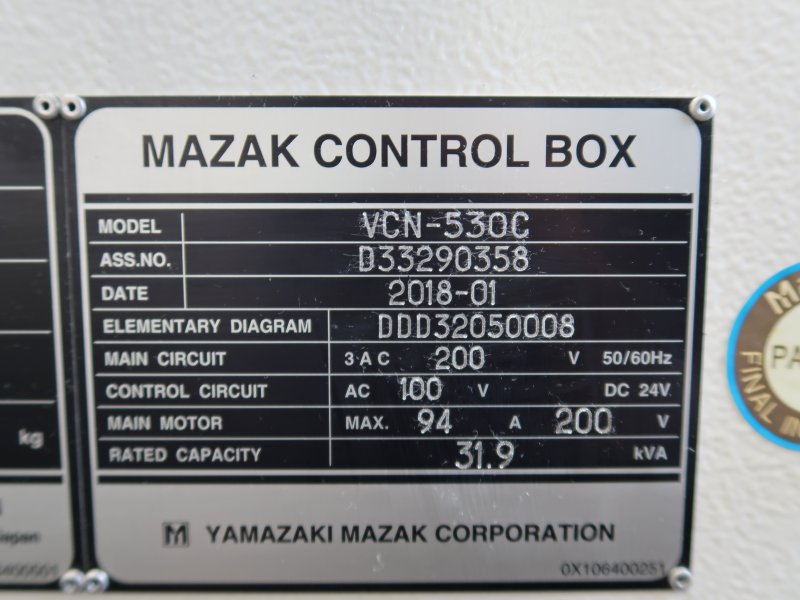 MAZAK CONTROL BOX
MODEL VCN-530C
ASS.NO. D33290358
DATE 2018-01
ELEMENTARY DIAGRAM DDD32050008
MAIN CIRCUIT 3 AC 200 V 50/60Hz
CONTROL CIRCUIT AC 100 V DC 24V
MAIN MOTOR MAX. 94 A 200 V
RATED CAPACITY 31.9 kVA
M YAMAZAKI MAZAK CORPORATION
0X106400251
kg
FINAL